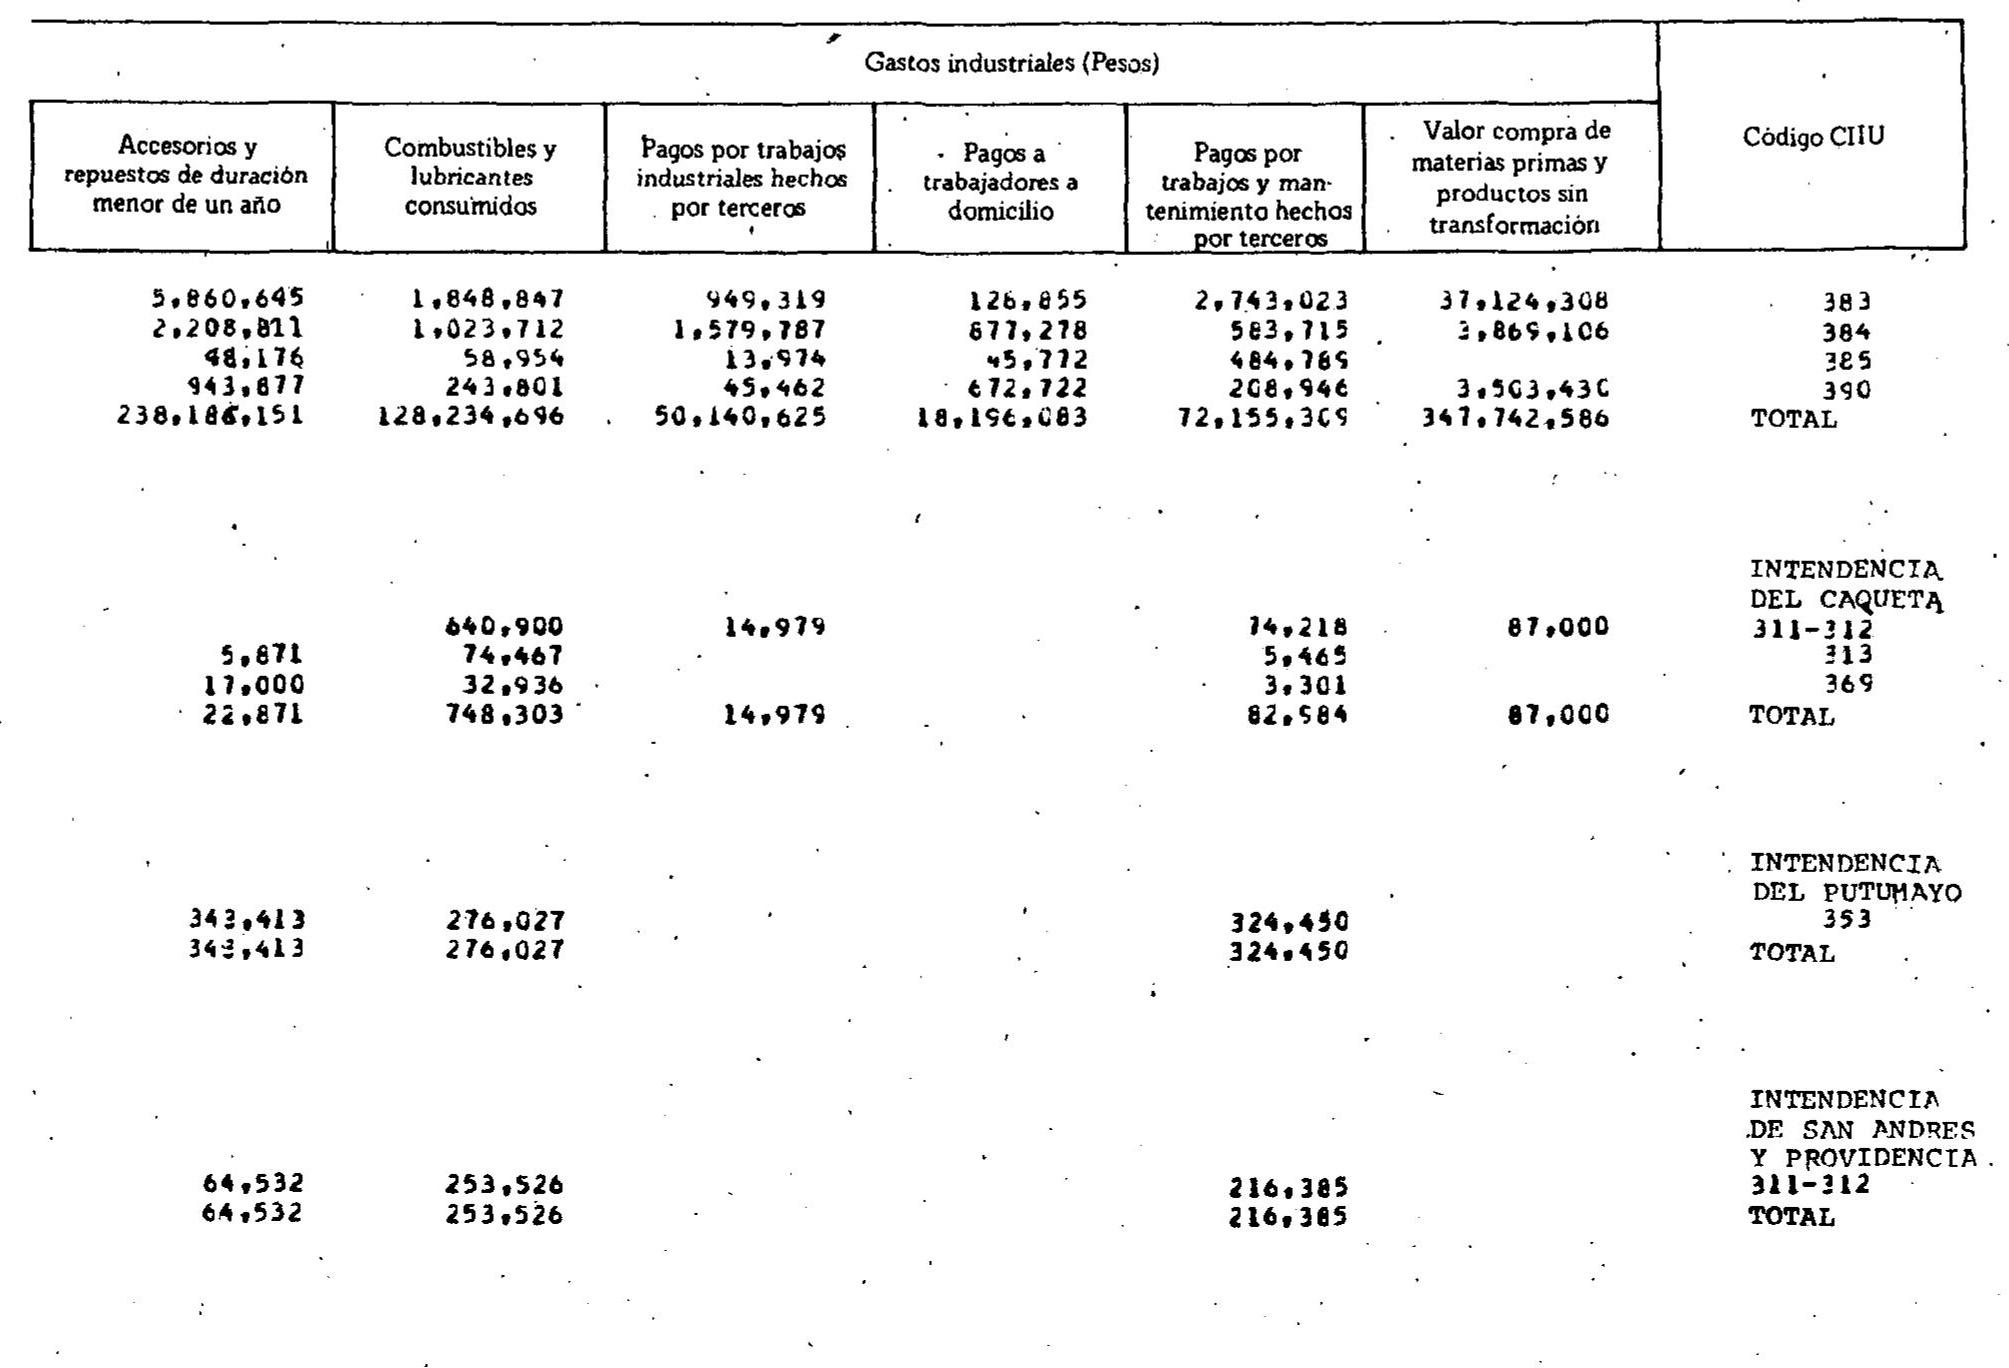 Gastos industriales (Pesos)
Accesorios y repuestos de duración menor de un año
Combustibles y lubricantes consumidos
Pagos por trabajos industriales hechos por terceros
Pagos a trabajadores a domicilio
Pagos por trabajos y man-tenimiento hechos por terceros
Valor compra de materias primas y productos sin transformación
Código CIIU
5,860,645 1,848,847 949,319 126,855 2,743,023 37,124,308 383
2,208,811 1,023,712 1,579,787 677,278 583,715 3,869,106 384
48,176 58,954 13,974 45,772 484,789 385
943,877 243,801 45,462 672,722 208,946 3,503,430 390
238,186,151 128,234,696 50,140,625 18,196,083 72,155,309 347,742,586 TOTAL
INTENDENCIA
DEL CAQUETA
640,900 14,979 74,218 87,000 311-312
5,871 74,467 5,465 313
17,000 32,936 3,301 369
22,871 748,303 14,979 82,984 87,000 TOTAL
INTENDENCIA
DEL PUTUMAYO
343,413 276,027 324,450 353
343,413 276,027 324,450 TOTAL
INTENDENCIA
DE SAN ANDRES
Y PROVIDENCIA
64,532 253,526 216,385 311-312
64,532 253,526 216,385 TOTAL